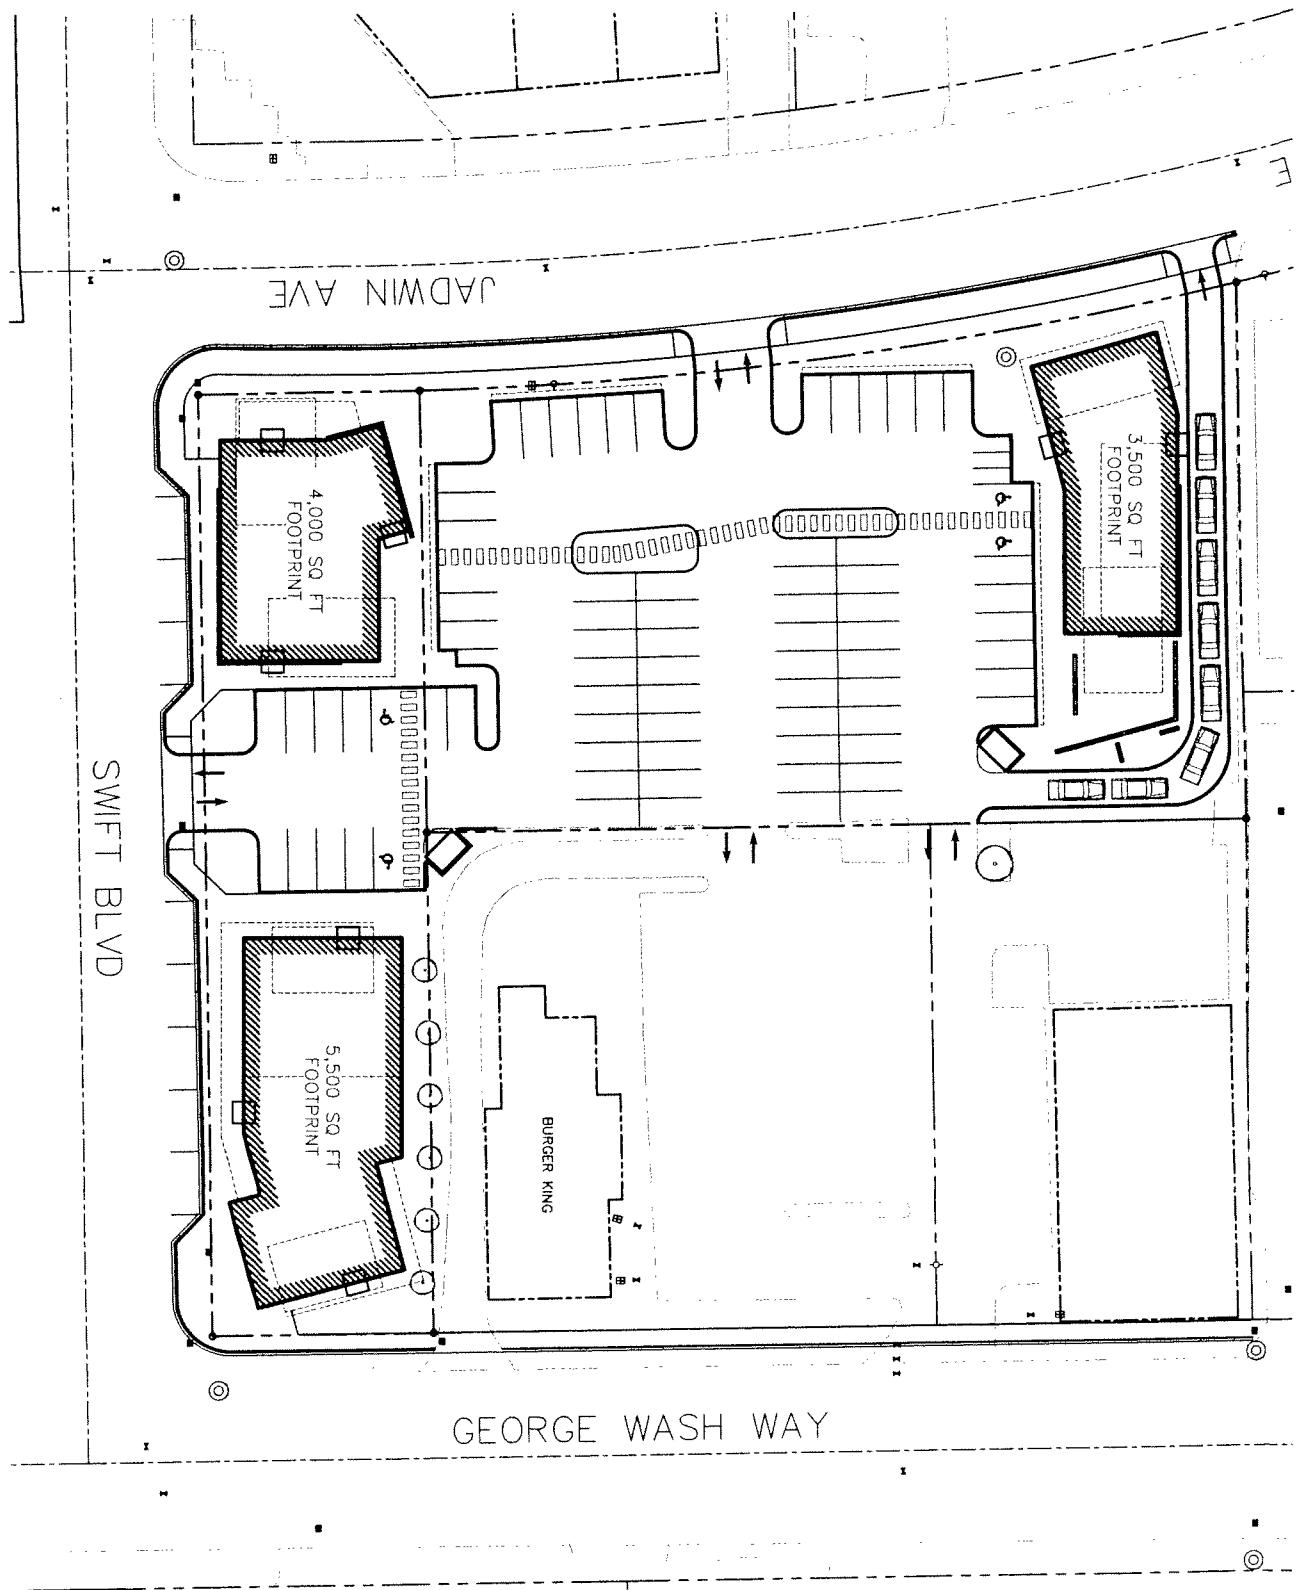 E
JADWIN AVE
3,500 SQ FT
FOOTPRINT
4,000 SQ FT
FOOTPRINT
SWIFT BLVD
5,500 SQ FT
FOOTPRINT
BURGER KING
GEORGE WASH WAY